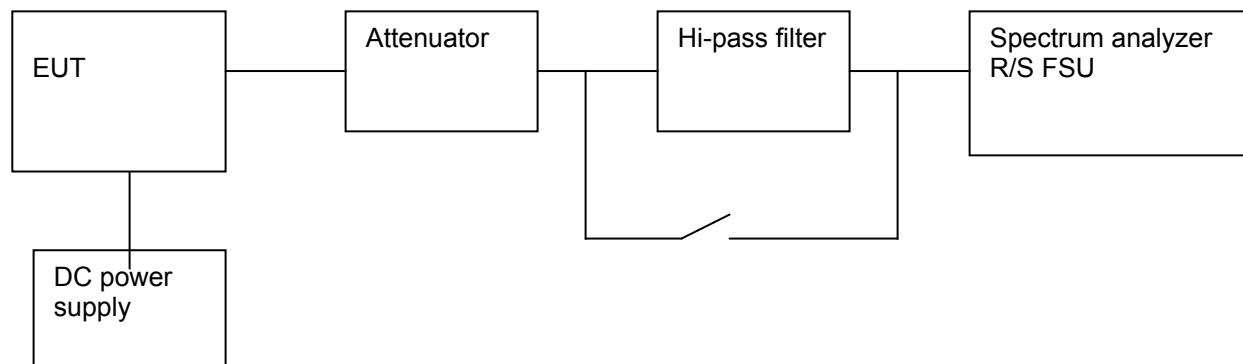 EUT
Attenuator
Hi-pass filter
Spectrum analyzer
R/S FSU
DC power
supply